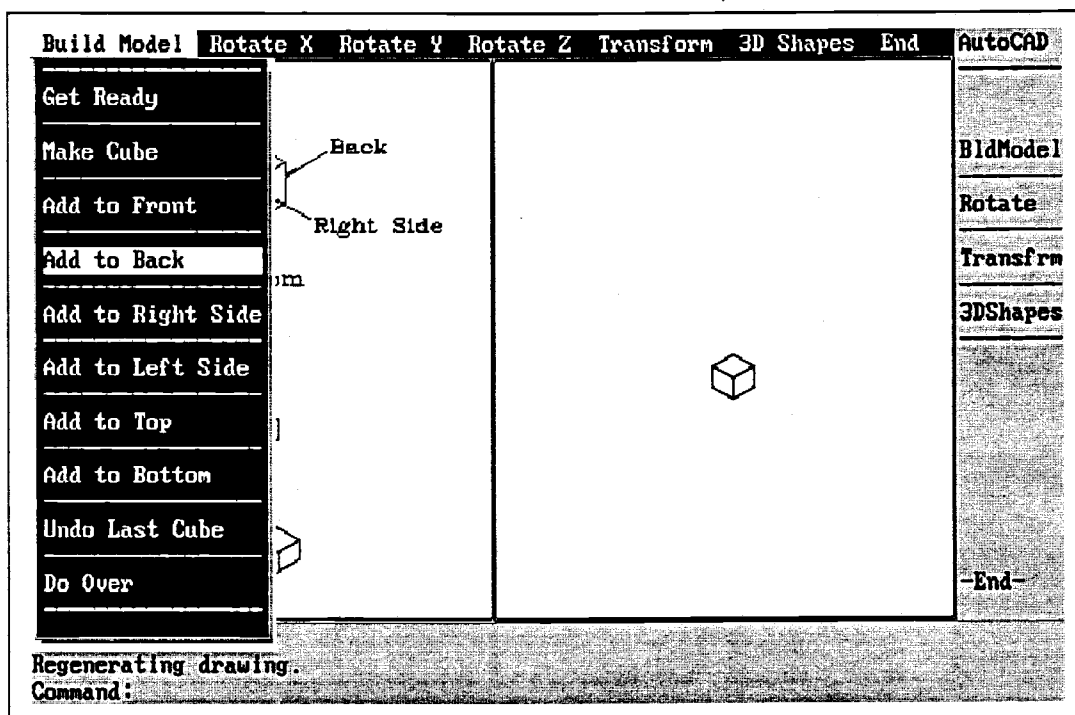 Build Model Rotate X Rotate Y Rotate Z Transform 3D Shapes End AutoCAD
Get Ready
Make Cube
Add to Front
Add to Back
Add to Right Side
Add to Left Side
Add to Top
Add to Bottom
Undo Last Cube
Do Over
Back
Right Side
om
BldModel
Rotate
Transfrm
3DShapes
-End-
Regenerating drawing.
Command: